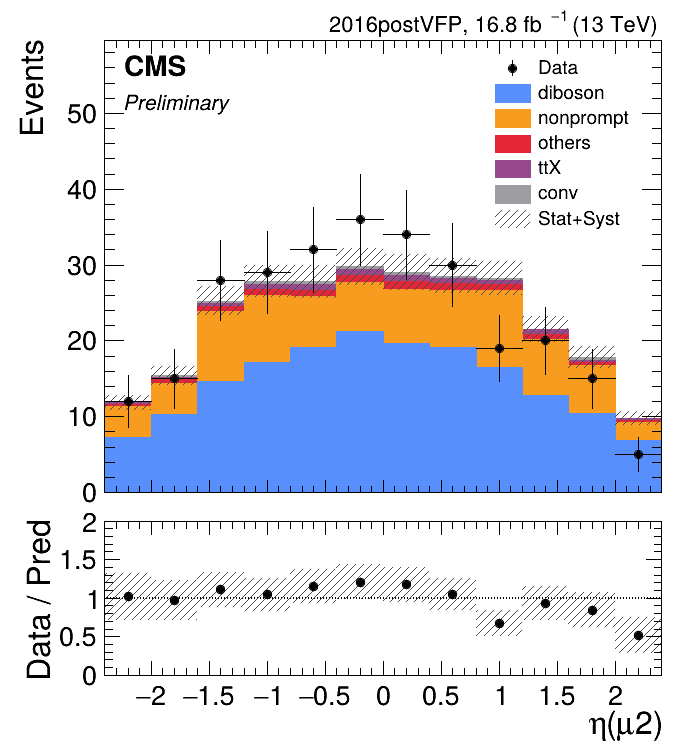 2016postVFP, 16.8 fb⁻¹ (13 TeV)
CMS
Preliminary
Events
Data
diboson
nonprompt
others
ttX
conv
Stat+Syst
50
40
30
20
10
0
Data / Pred
2
1.5
1
0.5
0
−2 −1.5 −1 −0.5 0 0.5 1 1.5 2
η(μ2)